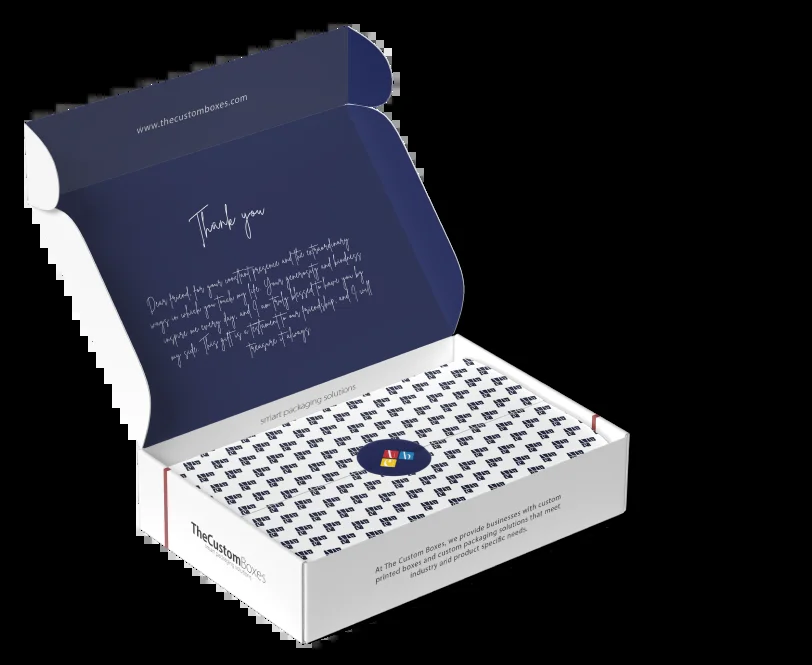 www.thecustomboxes.com
Thank you
Dear friend, for your constant presence and the extraordinary
ways in which you touch my life. Your generosity and kindness
inspire me every day, and I am truly blessed to have you by
my side. This gift is a testament to our friendship, and I will
treasure it always
smart packaging solutions
TheCustomBoxes
At The Custom Boxes, we provide businesses with custom
printed boxes and custom packaging solutions that meet
industry and product specific needs.